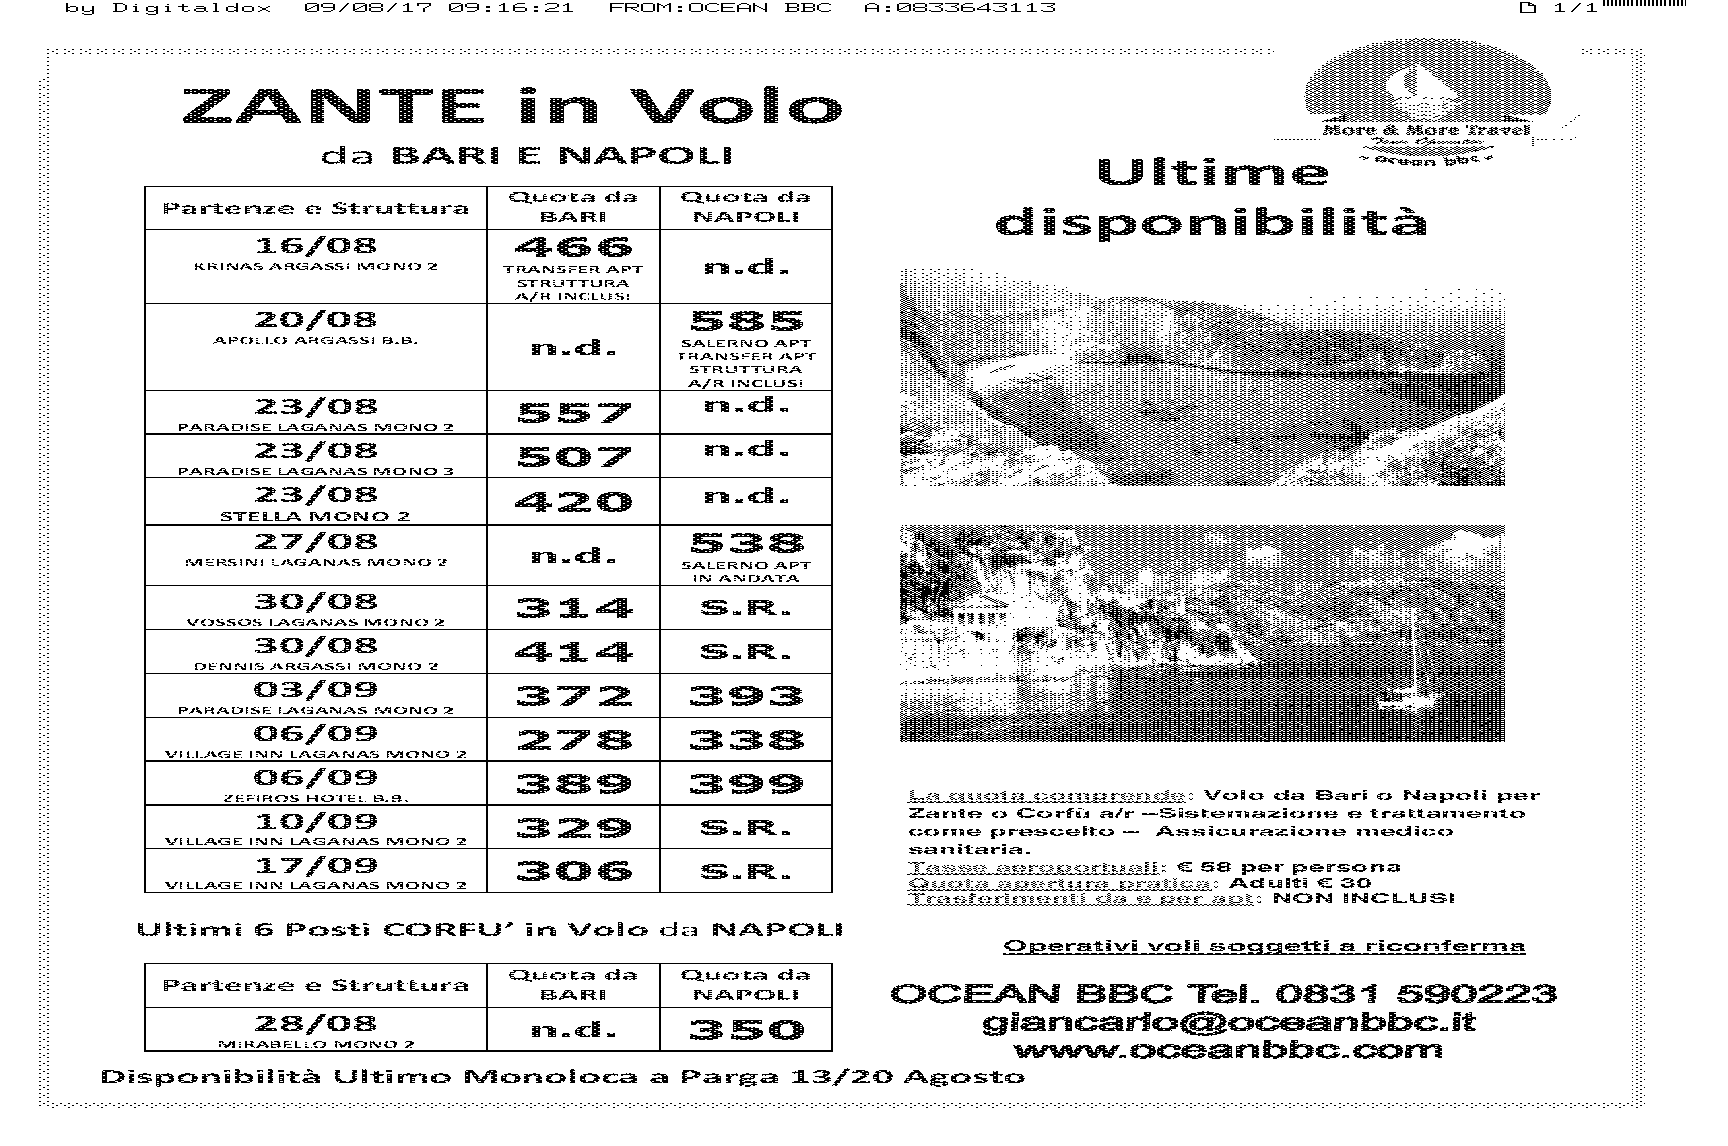 by Digitaldox 09/08/17 09:16:21 FROM:OCEAN BBC A:0833643113 1/1
ZANTE in Volo
da BARI E NAPOLI
Partenze e Struttura Quota da BARI Quota da NAPOLI
16/08 466 n.d.
KRINAS ARGASSI MONO 2 TRANSFER APT
STRUTTURA
A/R INCLUSI
20/08 n.d. 585
APOLLO ARGASSI B.B. SALERNO APT
TRANSFER APT
STRUTTURA
A/R INCLUSI
23/08 557 n.d.
PARADISE LAGANAS MONO 2
23/08 507 n.d.
PARADISE LAGANAS MONO 3
23/08 420 n.d.
STELLA MONO 2
27/08 n.d. 538
MERSINI LAGANAS MONO 2 SALERNO APT
IN ANDATA
30/08 314 S.R.
VOSSOS LAGANAS MONO 2
30/08 414 S.R.
DENNIS ARGASSI MONO 2
03/09 372 393
PARADISE LAGANAS MONO 2
06/09 278 338
VILLAGE INN LAGANAS MONO 2
06/09 389 399
ZEFIROS HOTEL B.B.
10/09 329 S.R.
VILLAGE INN LAGANAS MONO 2
17/09 306 S.R.
VILLAGE INN LAGANAS MONO 2
Ultimi 6 Posti CORFU' in Volo da NAPOLI
Partenze e Struttura Quota da BARI Quota da NAPOLI
28/08 n.d. 350
MIRABELLO MONO 2
Disponibilità Ultimo Monoloca a Parga 13/20 Agosto
More & More Travel
Tour Operator
Ocean bbc
Ultime
disponibilità
La quota comprende: Volo da Bari o Napoli per
Zante o Corfù a/r –Sistemazione e trattamento
come prescelto – Assicurazione medico
sanitaria.
Tasse aeroportuali: € 58 per persona
Quota apertura pratica: Adulti € 30
Trasferimenti da e per apt: NON INCLUSI
Operativi voli soggetti a riconferma
OCEAN BBC Tel. 0831 590223
giancarlo@oceanbbc.it
www.oceanbbc.com